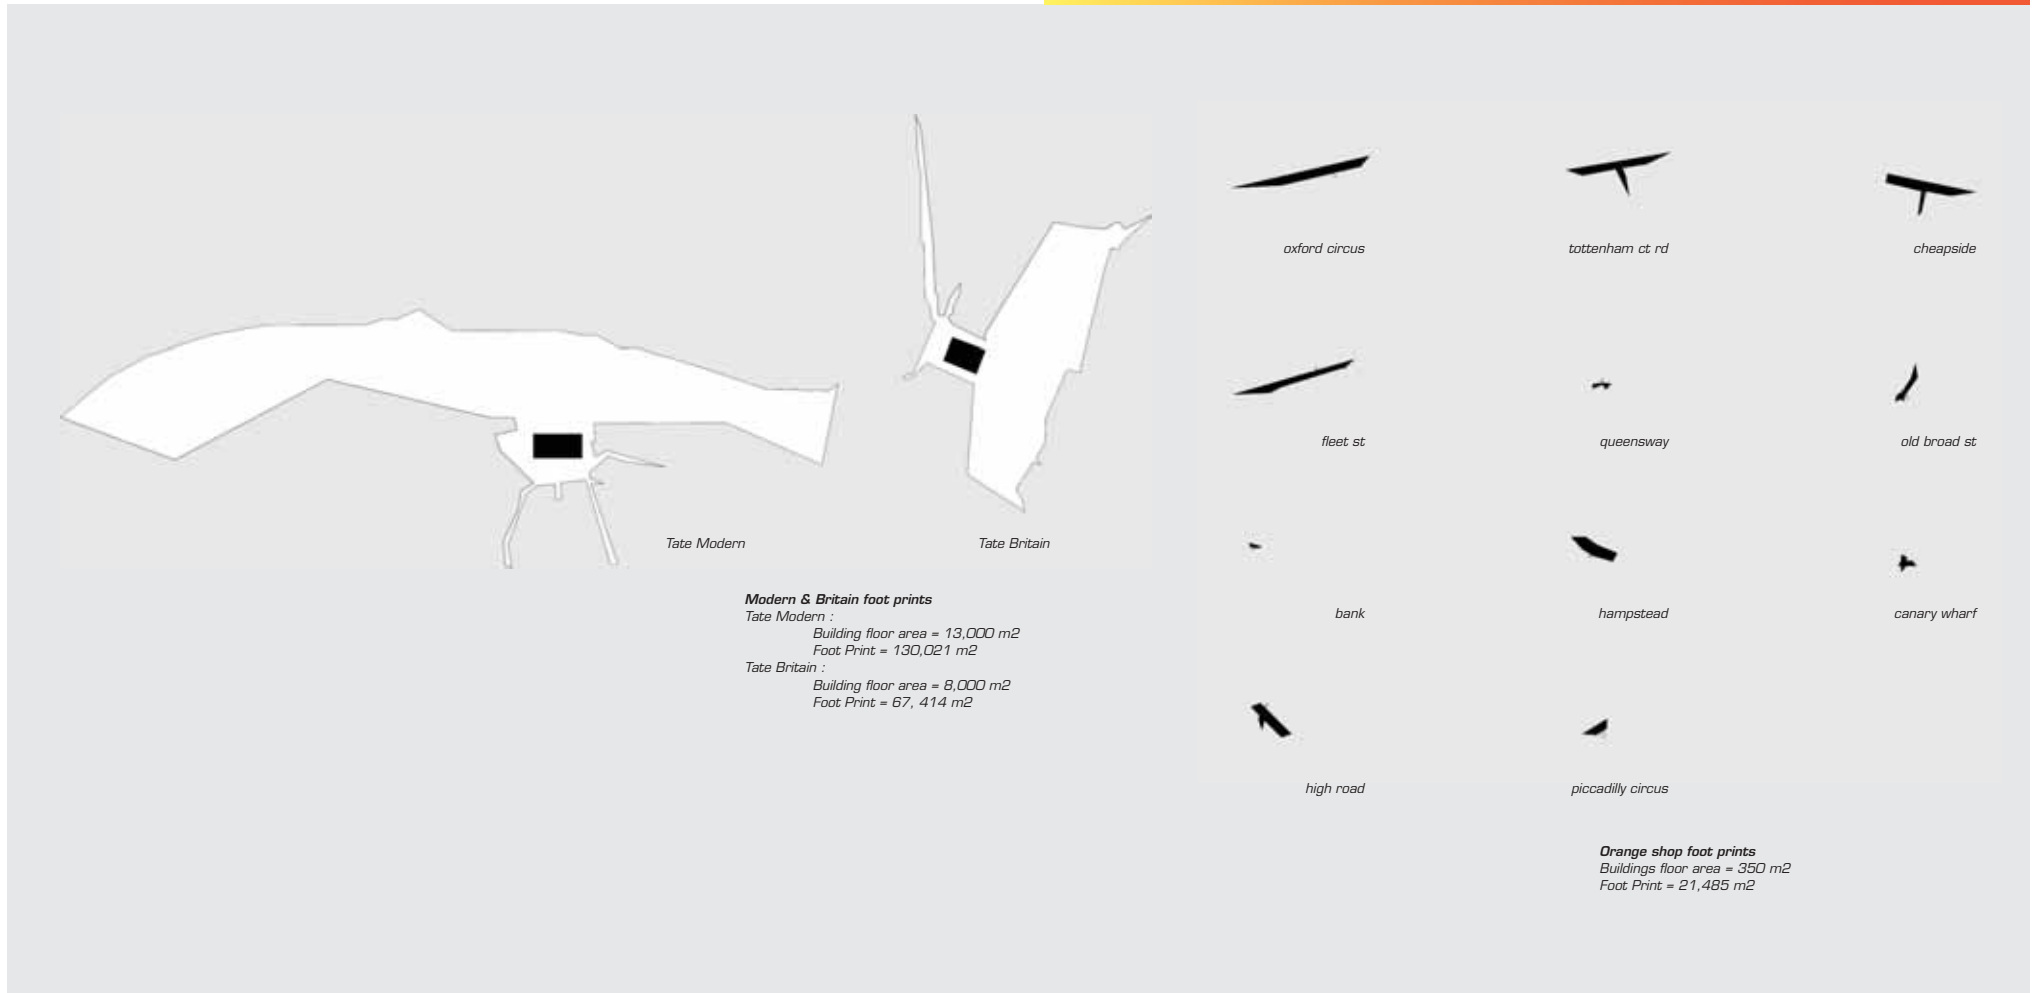 Tate Modern
Tate Britain
Modern & Britain foot prints
Tate Modern :
Building floor area = 13,000 m2
Foot Print = 130,021 m2
Tate Britain :
Building floor area = 8,000 m2
Foot Print = 67, 414 m2
oxford circus
tottenham ct rd
cheapside
fleet st
queensway
old broad st
bank
hampstead
canary wharf
high road
piccadilly circus
Orange shop foot prints
Buildings floor area = 350 m2
Foot Print = 21,485 m2